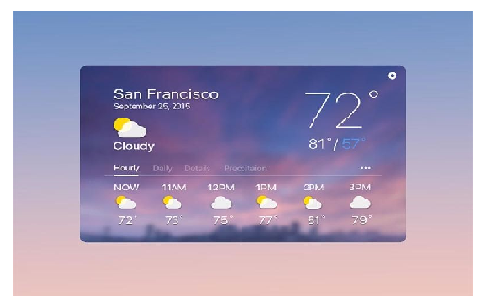 San Francisco
September 25, 2015
72°
Cloudy
81°/ 57°
Hourly Daily Details
NOW 11AM 12PM 1PM 2PM 3PM
72° 73° 75° 77° 81° 79°